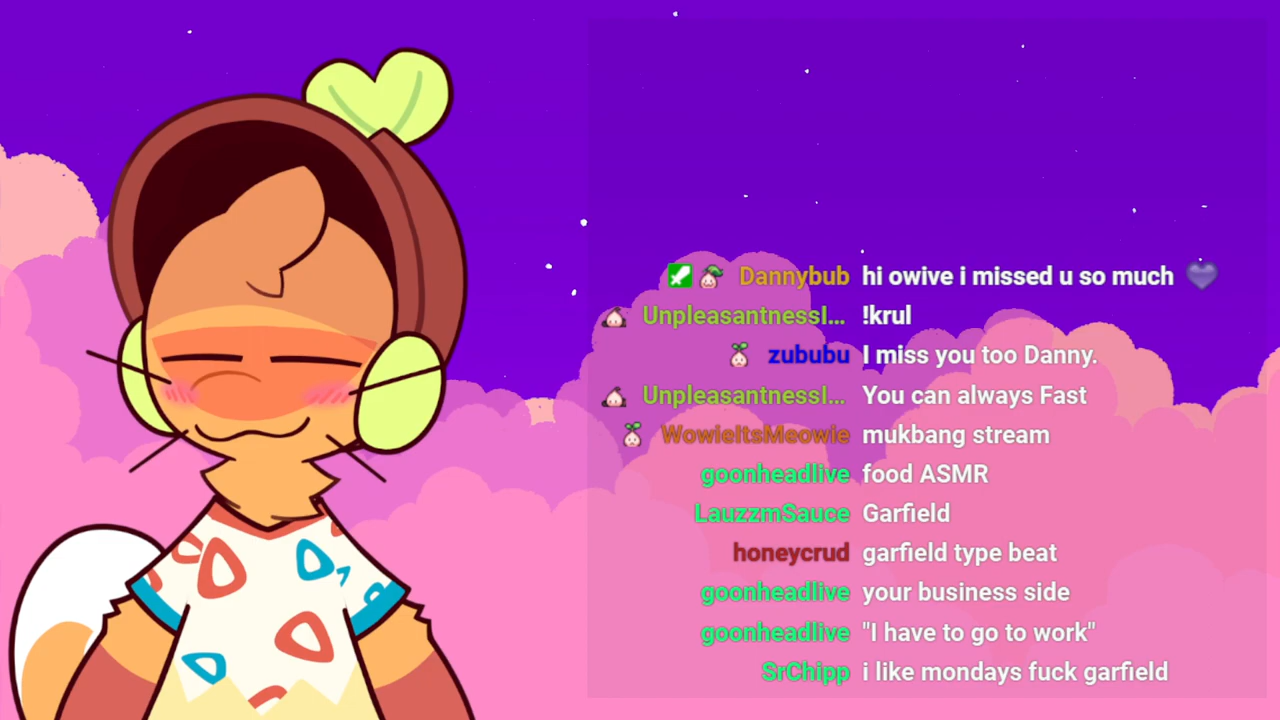 Dannybub hi owive i missed u so much
UnpleasantnessI... !krul
zububu I miss you too Danny.
UnpleasantnessI... You can always Fast
WowieItsMeowie mukbang stream
goonheadlive food ASMR
LauzzmSauce Garfield
honeycrud garfield type beat
goonheadlive your business side
goonheadlive "I have to go to work"
SrChipp i like mondays fuck garfield